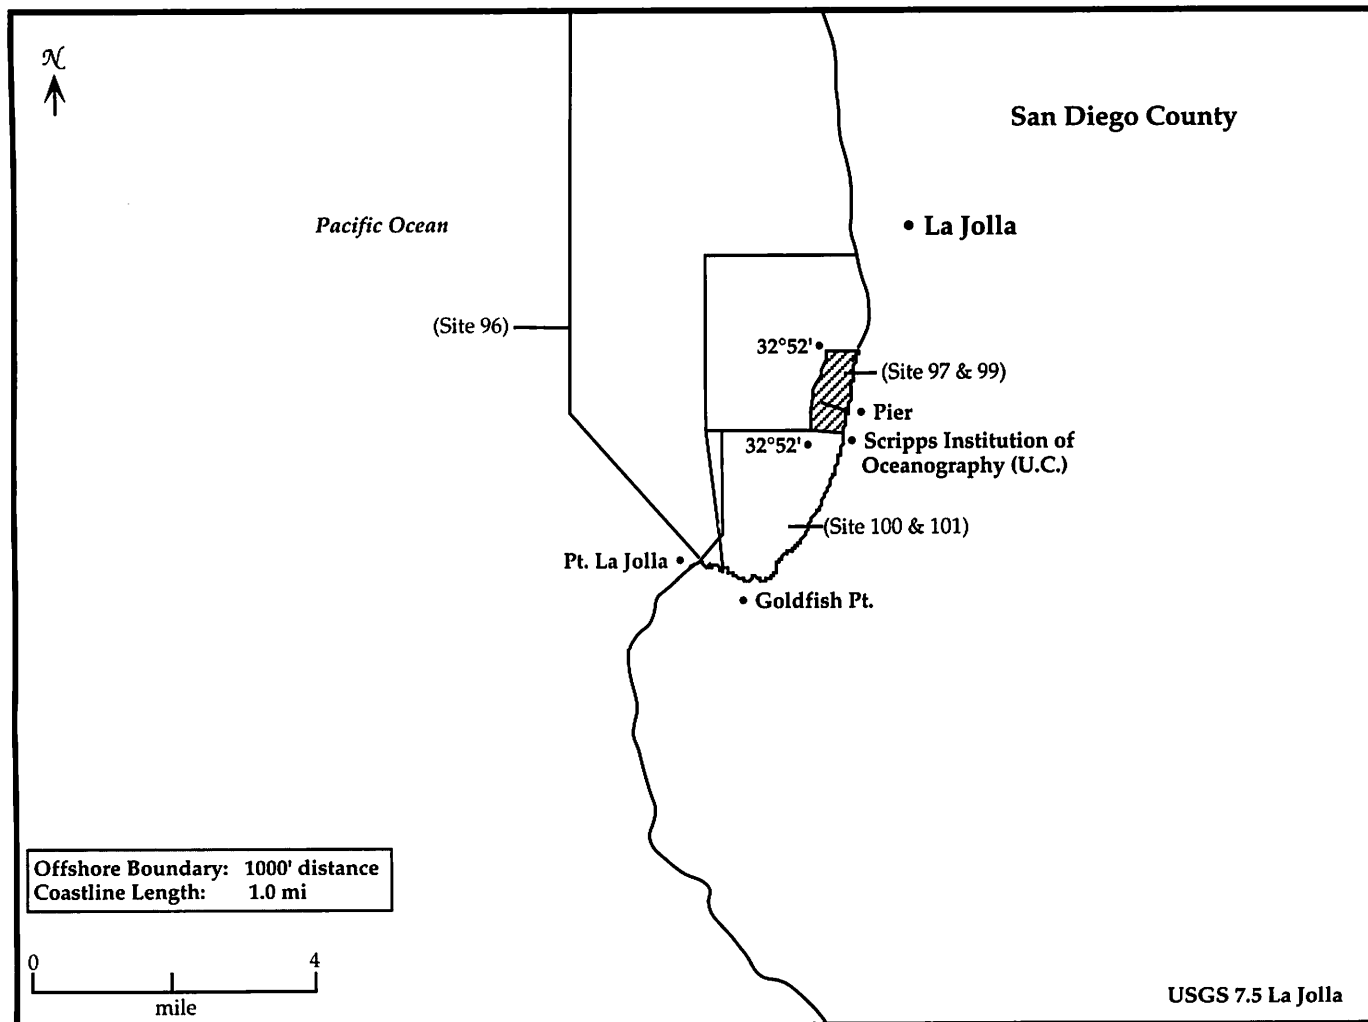 N
San Diego County
Pacific Ocean
• La Jolla
(Site 96)
32°52'
(Site 97 & 99)
• Pier
32°52'
• Scripps Institution of
Oceanography (U.C.)
(Site 100 & 101)
Pt. La Jolla •
• Goldfish Pt.
Offshore Boundary: 1000' distance
Coastline Length: 1.0 mi
0 4
mile
USGS 7.5 La Jolla